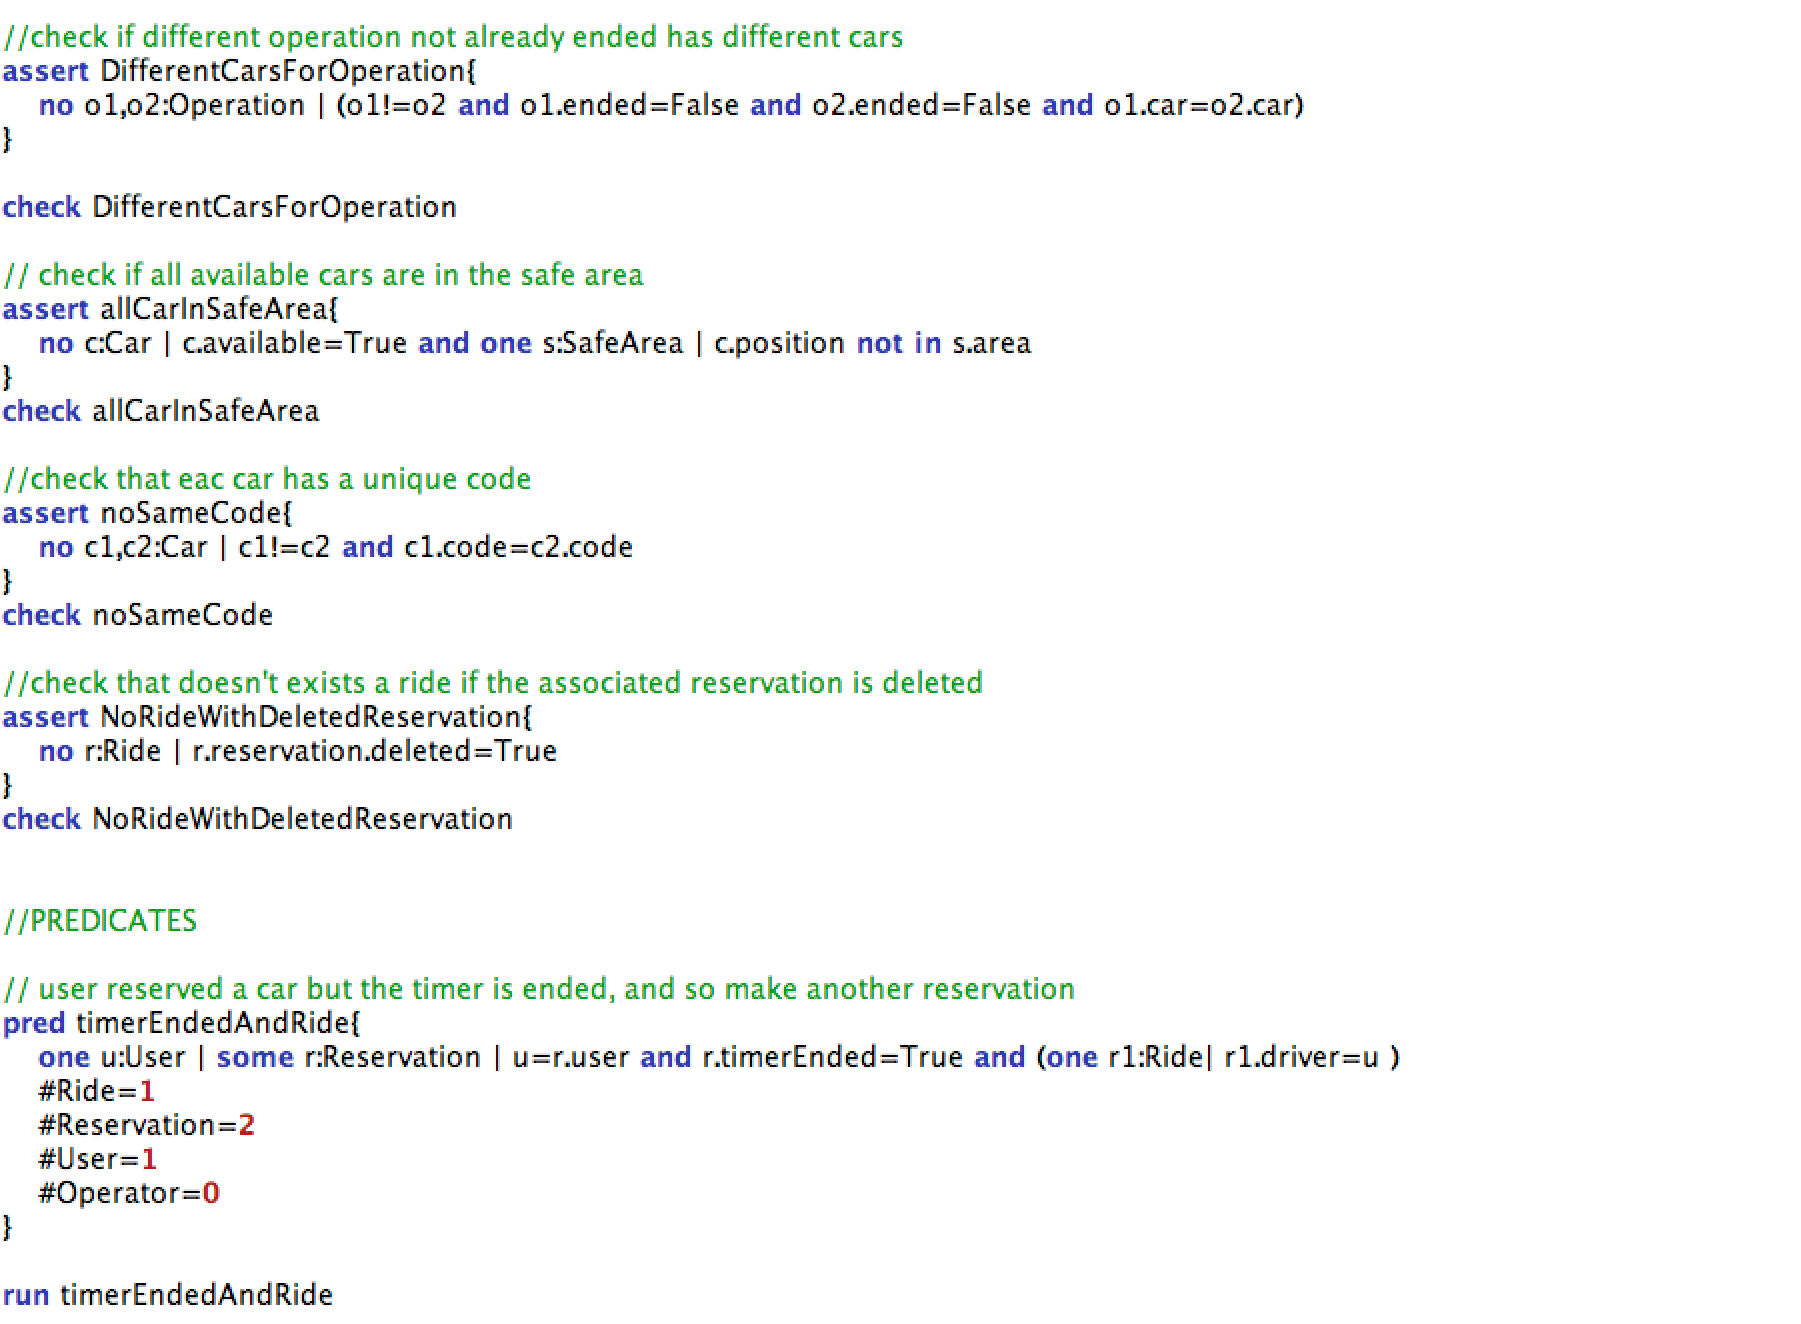 //check if different operation not already ended has different cars
assert DifferentCarsForOperation{
no o1,o2:Operation | (o1!=o2 and o1.ended=False and o2.ended=False and o1.car=o2.car)
}
check DifferentCarsForOperation
// check if all available cars are in the safe area
assert allCarInSafeArea{
no c:Car | c.available=True and one s:SafeArea | c.position not in s.area
}
check allCarInSafeArea
//check that eac car has a unique code
assert noSameCode{
no c1,c2:Car | c1!=c2 and c1.code=c2.code
}
check noSameCode
//check that doesn't exists a ride if the associated reservation is deleted
assert NoRideWithDeletedReservation{
no r:Ride | r.reservation.deleted=True
}
check NoRideWithDeletedReservation
//PREDICATES
// user reserved a car but the timer is ended, and so make another reservation
pred timerEndedAndRide{
one u:User | some r:Reservation | u=r.user and r.timerEnded=True and (one r1:Ride| r1.driver=u )
#Ride=1
#Reservation=2
#User=1
#Operator=0
}
run timerEndedAndRide